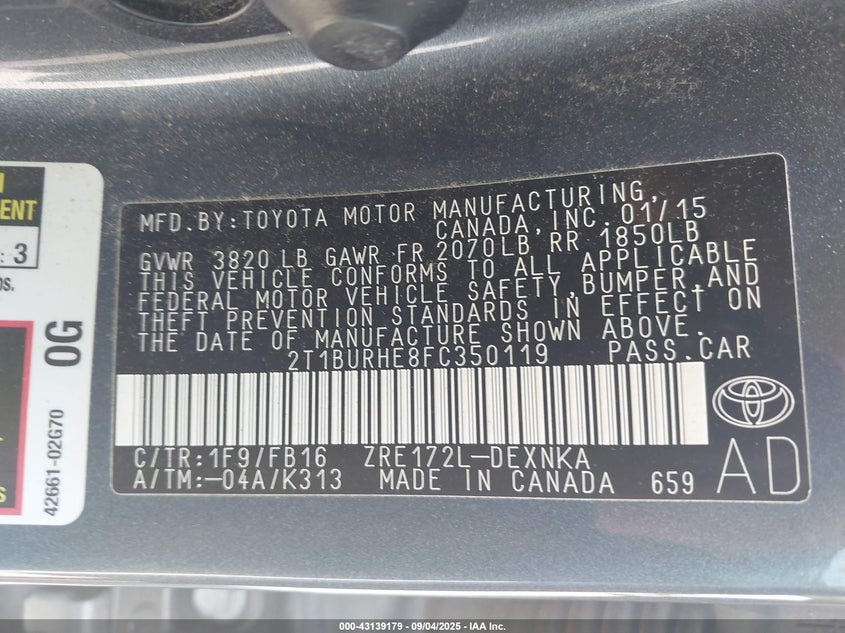 MFD.BY:TOYOTA MOTOR MANUFACTURING,
CANADA, INC. 01/15
GVWR 3820 LB GAWR FR 2070LB, RR 1850LB
THIS VEHICLE CONFORMS TO ALL APPLICABLE
FEDERAL MOTOR VEHICLE SAFETY, BUMPER, AND
THEFT PREVENTION STANDARDS IN EFFECT ON
THE DATE OF MANUFACTURE SHOWN ABOVE.
2T1BURHE8FC350119 PASS.CAR
C/TR:1F9/FB16 ZRE172L-DEXNKA
A/TM:-04A/K313 MADE IN CANADA 659
AD
: 3
0G
42661-02G70
000-43139179 - 09/04/2025 - IAA Inc.